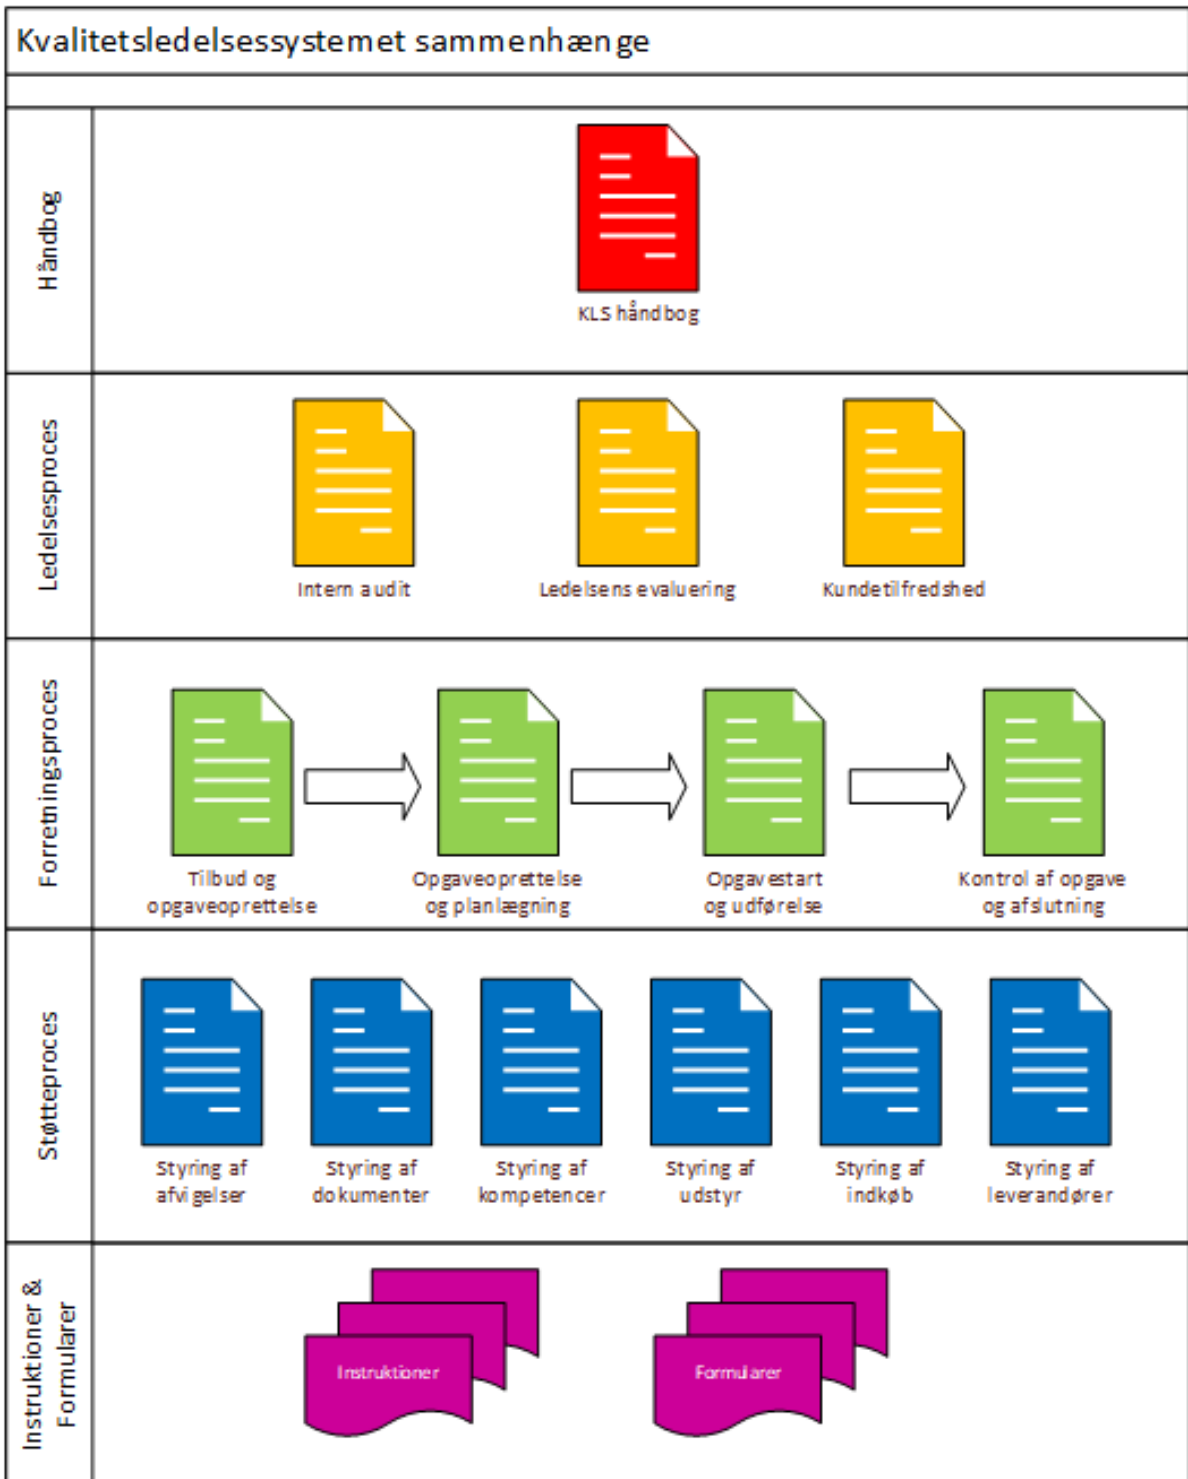 Kvalitetsledelsessystemet sammenhænge
Håndbog
KLS håndbog
Ledelsesproces
Intern audit
Ledelsens evaluering
Kundetilfredshed
Forretningsproces
Tilbud og
opgaveoprettelse
Opgaveoprettelse
og planlægning
Opgavestart
og udførelse
Kontrol af opgave
og afslutning
Støtteproces
Styring af
afvigelser
Styring af
dokumenter
Styring af
kompetencer
Styring af
udstyr
Styring af
indkøb
Styring af
leverandører
Instruktioner &
Formularer
Instruktioner
Formularer